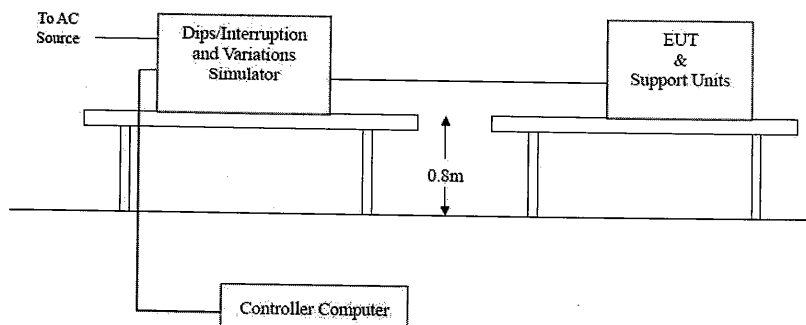 To AC
Source
Dips/Interruption
and Variations
Simulator
EUT
&
Support Units
0.8m
Controller Computer